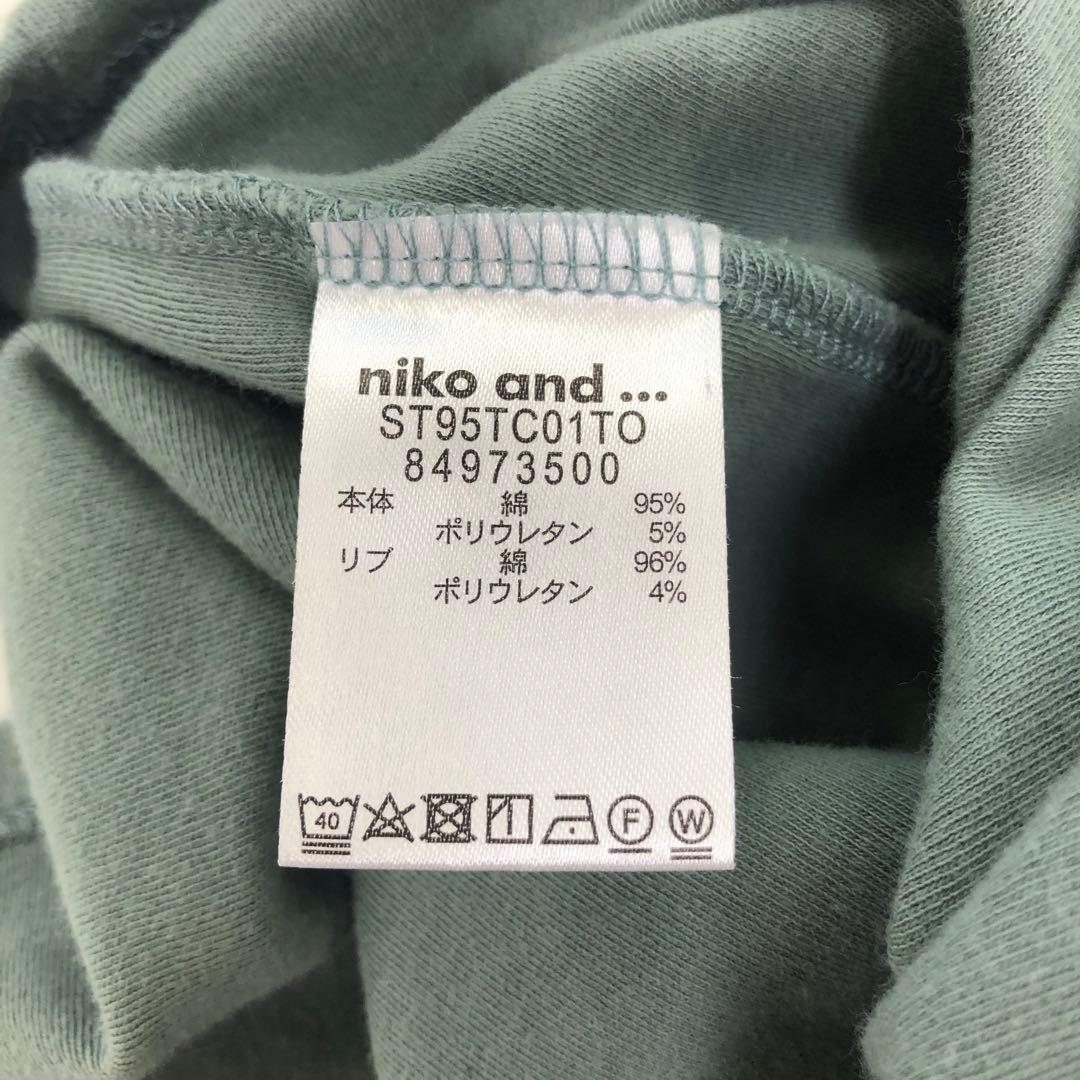 niko and ...
ST95TC01TO
84973500
本体 綿 95%
ポリウレタン 5%
リブ 綿 96%
ポリウレタン 4%
40 F W